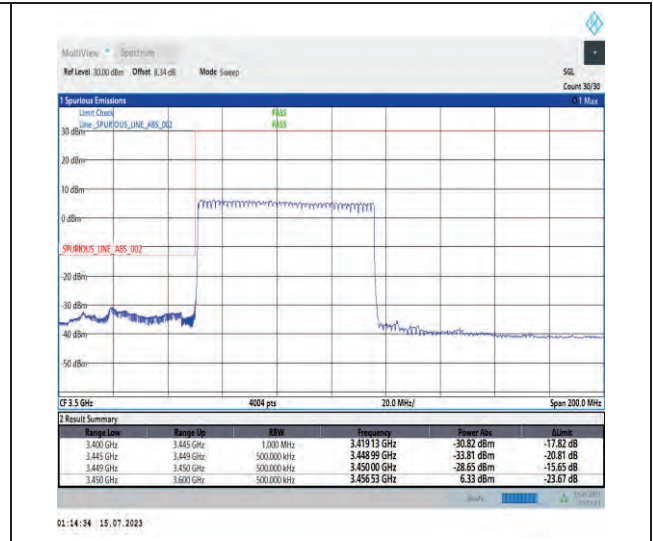 MultiView Spectrum
Ref Level 30.00 dBm Offset 8.34 dB Mode Sweep SGL
Count 30/30
1 Spurious Emissions 1 Max
Limit Check PASS
Line _SPURIOUS_LINE_ABS_002 PASS
30 dBm
20 dBm
10 dBm
0 dBm
_SPURIOUS_LINE_ABS_002
-20 dBm
-30 dBm
-40 dBm
-50 dBm
CF 3.5 GHz 4004 pts 20.0 MHz/ Span 200.0 MHz
2 Result Summary
Range Low Range Up RBW Frequency Power Abs ΔLimit
3.400 GHz 3.445 GHz 1.000 MHz 3.419 13 GHz -30.82 dBm -17.82 dB
3.445 GHz 3.449 GHz 500.000 kHz 3.448 99 GHz -33.81 dBm -20.81 dB
3.449 GHz 3.450 GHz 500.000 kHz 3.450 00 GHz -28.65 dBm -15.65 dB
3.450 GHz 3.600 GHz 500.000 kHz 3.456 53 GHz 6.33 dBm -23.67 dB
Ready
01:14:34 15.07.2023